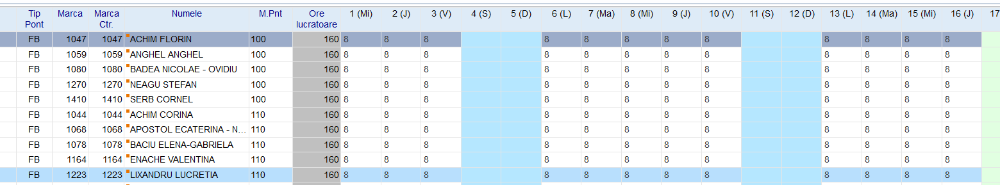 Tip Pont Marca Marca Ctr. Numele M.Pnt Ore lucratoare 1 (Mi) 2 (J) 3 (V) 4 (S) 5 (D) 6 (L) 7 (Ma) 8 (Mi) 9 (J) 10 (V) 11 (S) 12 (D) 13 (L) 14 (Ma) 15 (Mi) 16 (J) 17
FB 1047 1047 ACHIM FLORIN 100 160 8 8 8 8 8 8 8 8 8 8 8 8
FB 1059 1059 ANGHEL ANGHEL 100 160 8 8 8 8 8 8 8 8 8 8 8 8
FB 1080 1080 BADEA NICOLAE - OVIDIU 100 160 8 8 8 8 8 8 8 8 8 8 8 8
FB 1270 1270 NEAGU STEFAN 100 160 8 8 8 8 8 8 8 8 8 8 8 8
FB 1410 1410 SERB CORNEL 100 160 8 8 8 8 8 8 8 8 8 8 8 8
FB 1044 1044 ACHIM CORINA 110 160 8 8 8 8 8 8 8 8 8 8 8 8
FB 1068 1068 APOSTOL ECATERINA - N... 110 160 8 8 8 8 8 8 8 8 8 8 8 8
FB 1078 1078 BACIU ELENA-GABRIELA 110 160 8 8 8 8 8 8 8 8 8 8 8 8
FB 1164 1164 ENACHE VALENTINA 110 160 8 8 8 8 8 8 8 8 8 8 8 8
FB 1223 1223 LIXANDRU LUCRETIA 110 160 8 8 8 8 8 8 8 8 8 8 8 8